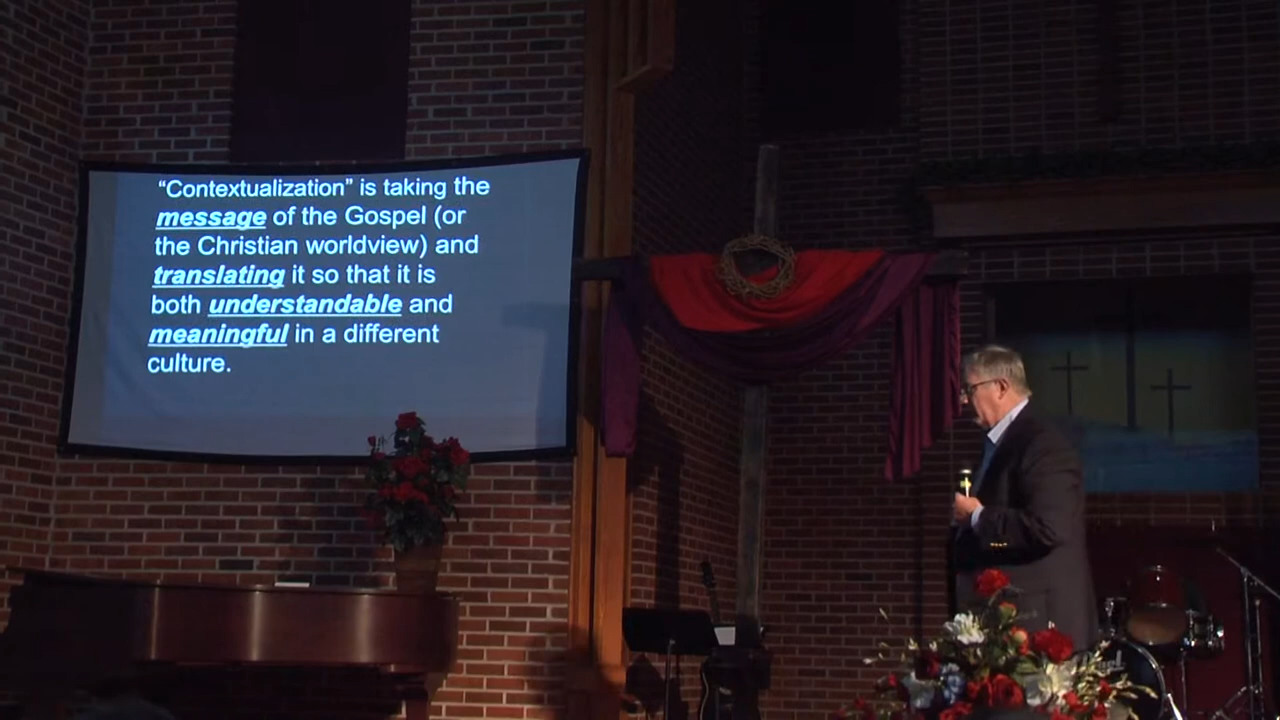 “Contextualization” is taking the
message of the Gospel (or
the Christian worldview) and
translating it so that it is
both understandable and
meaningful in a different
culture.